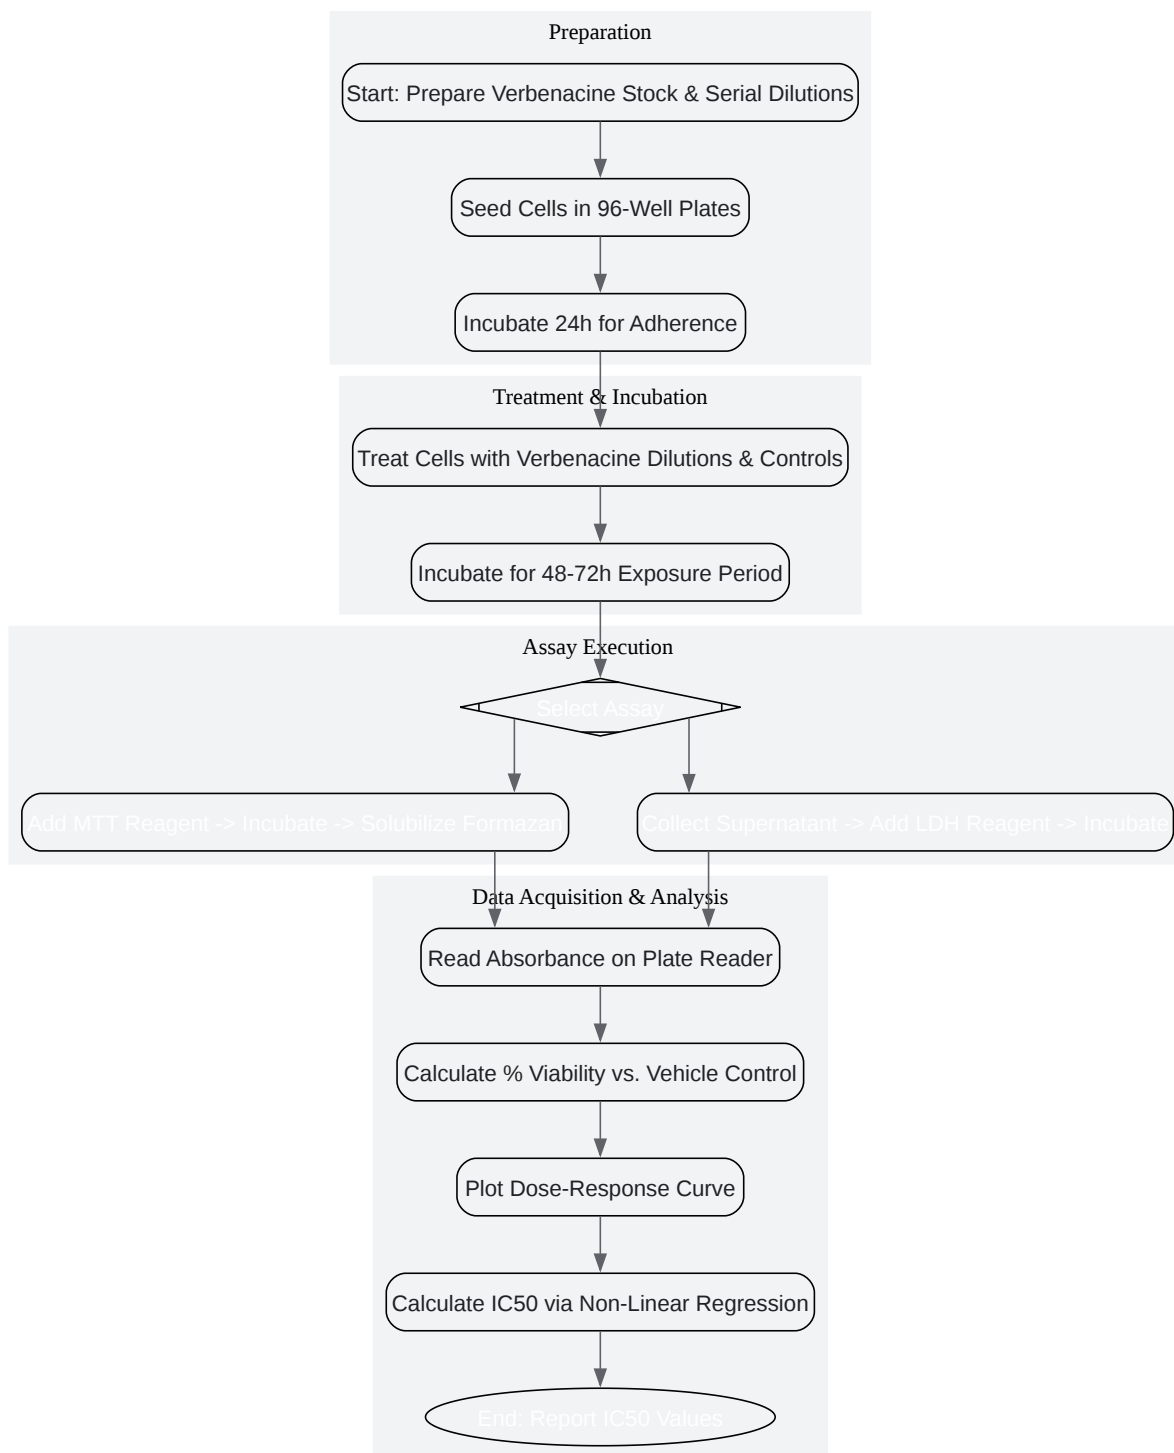 Preparation
Start: Prepare Verbenacine Stock & Serial Dilutions
Seed Cells in 96-Well Plates
Incubate 24h for Adherence
Treatment & Incubation
Treat Cells with Verbenacine Dilutions & Controls
Incubate for 48-72h Exposure Period
Assay Execution
Select Assay
Add MTT Reagent -> Incubate -> Solubilize Formazan
Collect Supernatant -> Add LDH Reagent -> Incubate
Data Acquisition & Analysis
Read Absorbance on Plate Reader
Calculate % Viability vs. Vehicle Control
Plot Dose-Response Curve
Calculate IC50 via Non-Linear Regression
End: Report IC50 Values